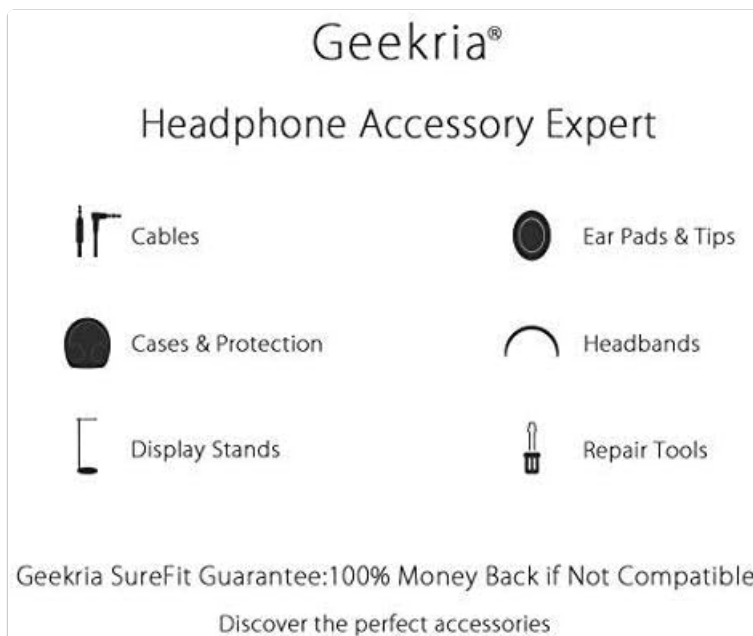 Geekria®
Headphone Accessory Expert
Cables
Ear Pads & Tips
Cases & Protection
Headbands
Display Stands
Repair Tools
Geekria SureFit Guarantee:100% Money Back if Not Compatible
Discover the perfect accessories